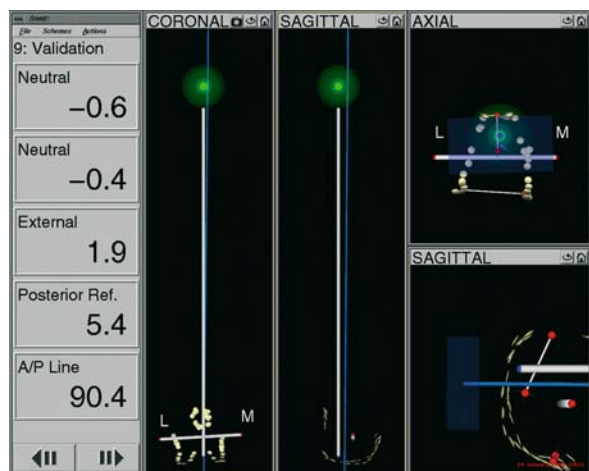 File Schemes Actions
9: Validation
Neutral
−0.6
Neutral
−0.4
External
1.9
Posterior Ref.
5.4
A/P Line
90.4
CORONAL
L M
SAGITTAL
AXIAL
L M
SAGITTAL